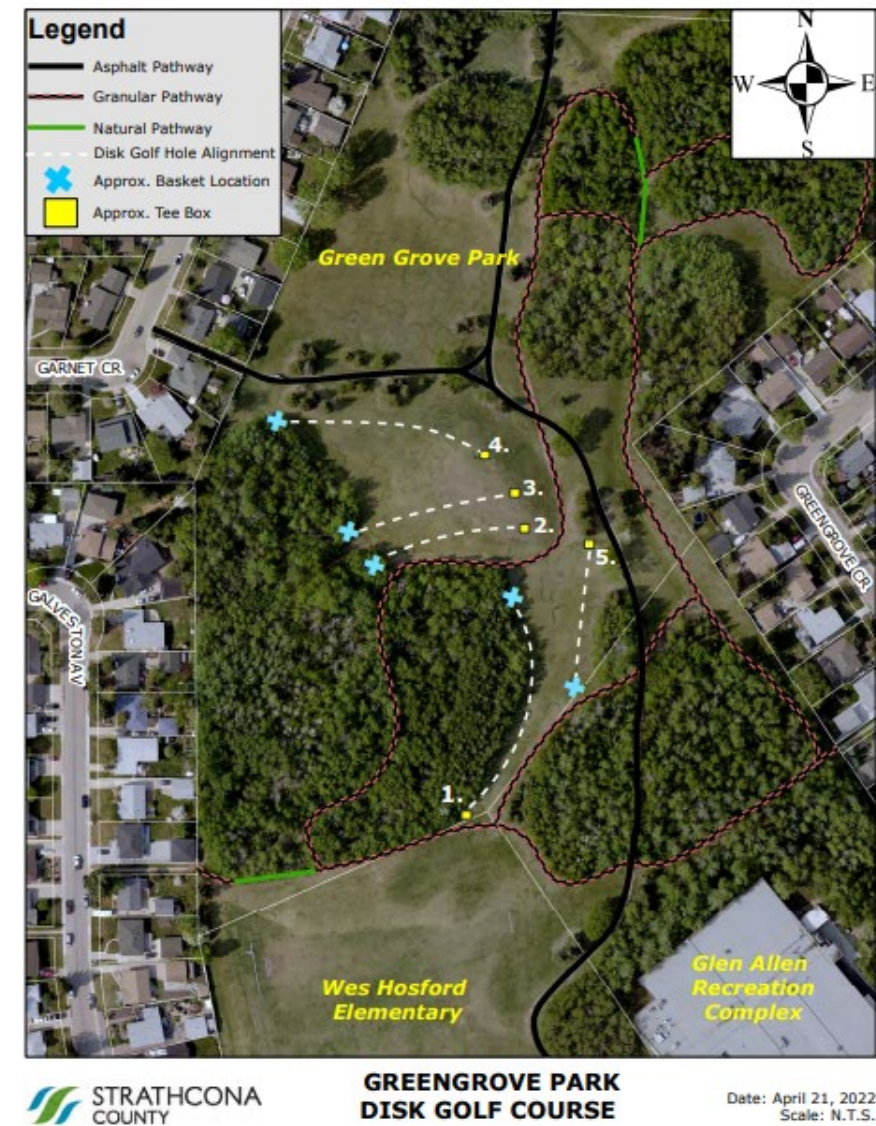 Legend
Asphalt Pathway
Granular Pathway
Natural Pathway
Disk Golf Hole Alignment
Approx. Basket Location
Approx. Tee Box
N
W E
S
Green Grove Park
GARNET CR
4.
3.
2.
5.
GREENGROVE CR
GALVESTON AV
1.
Wes Hosford
Elementary
Glen Allen
Recreation
Complex
STRATHCONA
COUNTY
GREENGROVE PARK
DISK GOLF COURSE
Date: April 21, 2022
Scale: N.T.S.